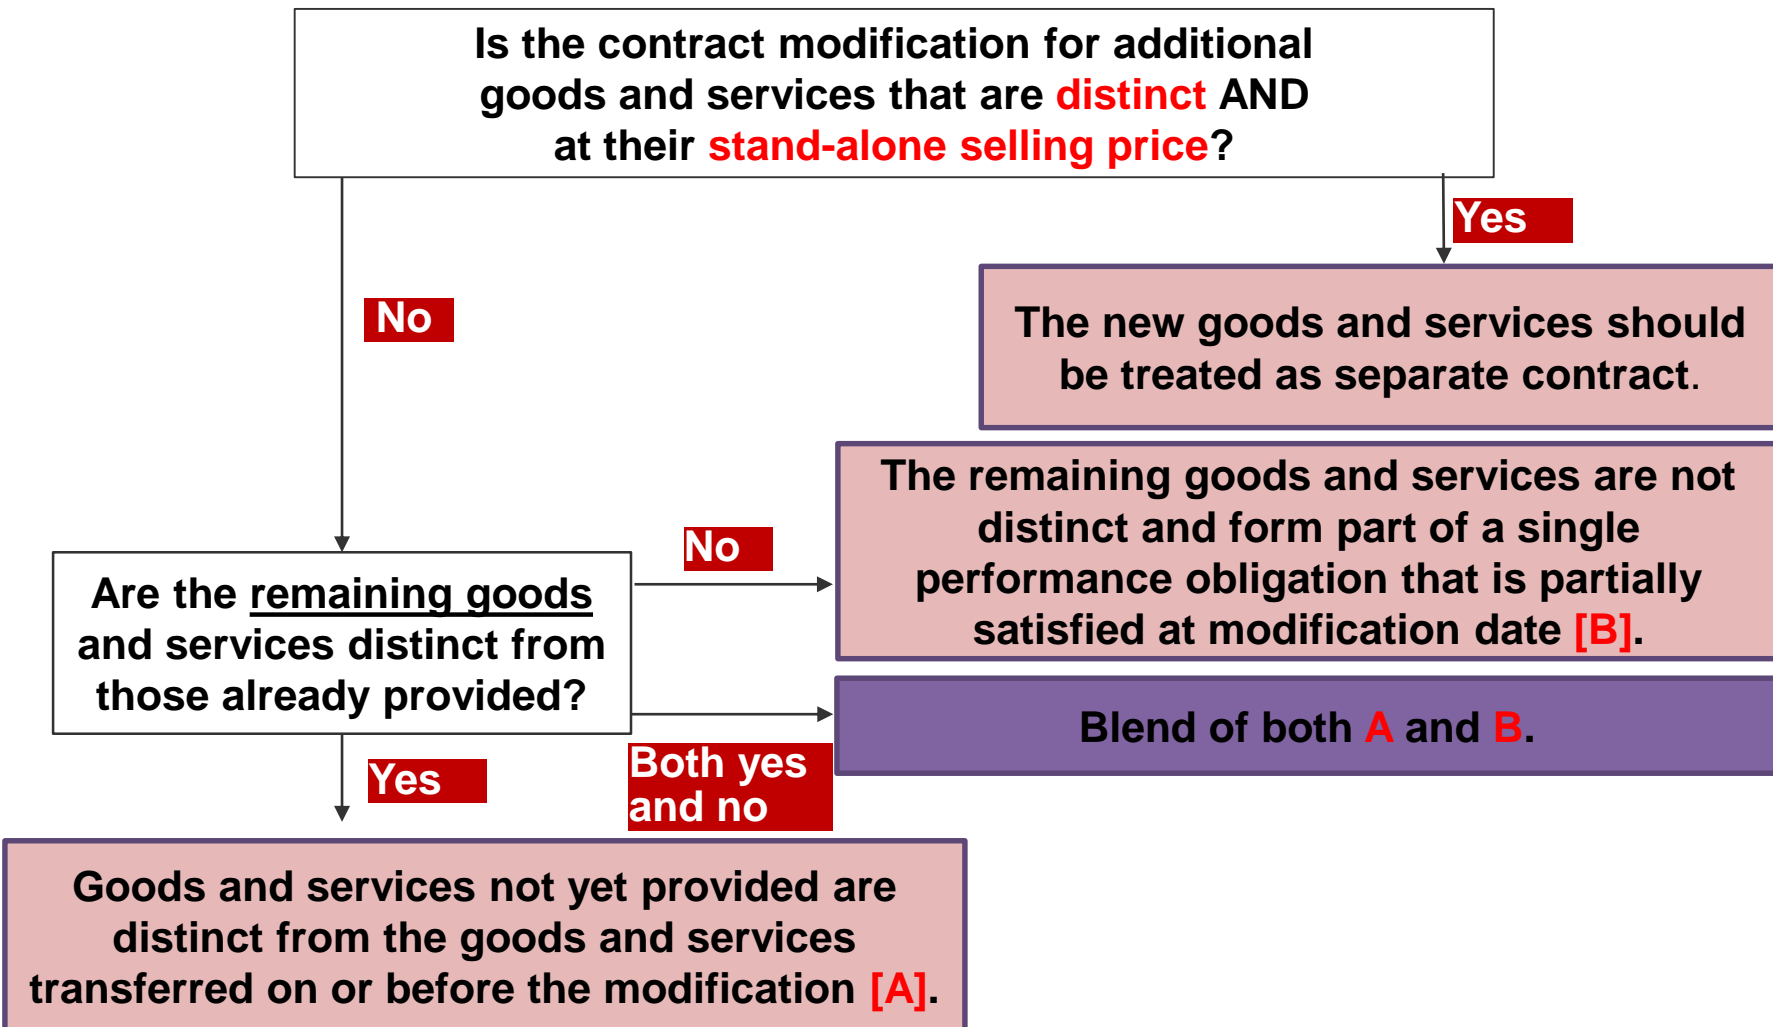 Is the contract modification for additional
goods and services that are distinct AND
at their stand-alone selling price?
Yes
No
The new goods and services should
be treated as separate contract.
The remaining goods and services are not
distinct and form part of a single
performance obligation that is partially
satisfied at modification date [B].
No
Are the remaining goods
and services distinct from
those already provided?
Blend of both A and B.
Both yes
and no
Yes
Goods and services not yet provided are
distinct from the goods and services
transferred on or before the modification [A].